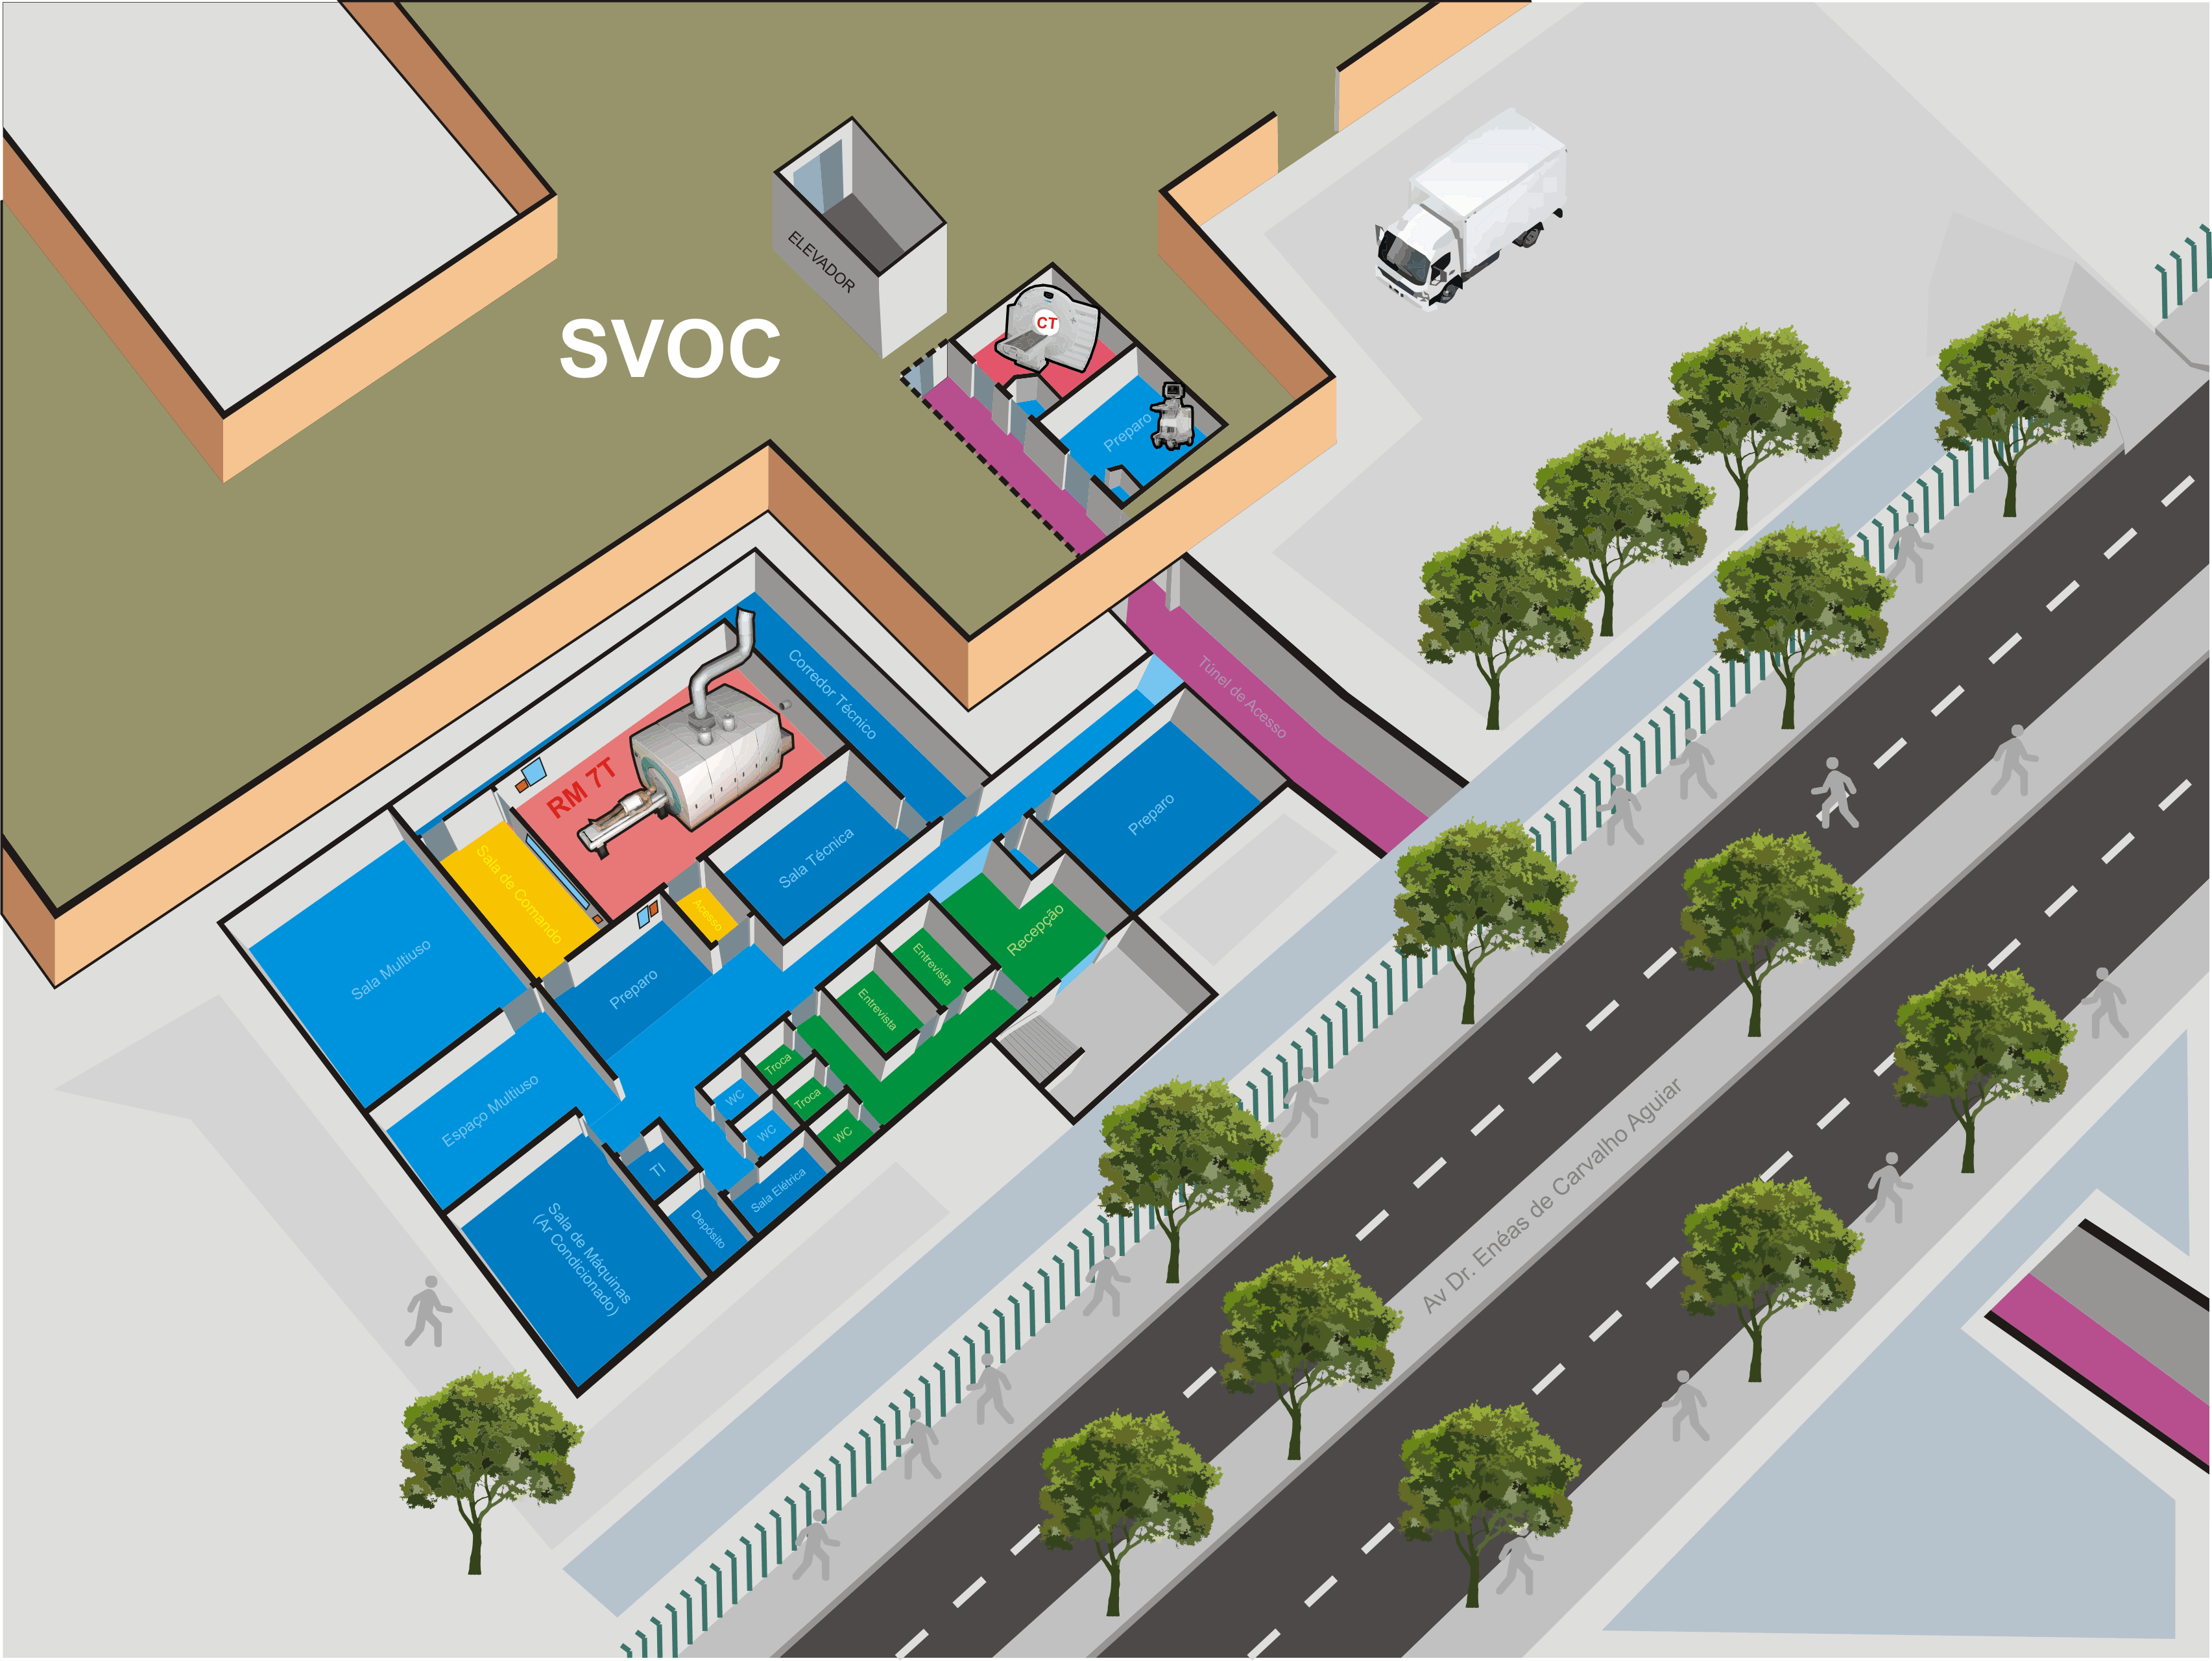 ELEVADOR
CT
SVOC
Preparo
Corredor Técnico
Túnel de Acesso
RM 7T
Preparo
Sala Técnica
Sala de Comando
Acesso
Recepção
Sala Multiuso
Entrevista
Preparo
Entrevista
Troca
Troca
WC
Espaço Multiuso
WC
WC
TI
Sala Elétrica
Depósito
Sala de Máquinas
(Ar Condicionado)
Av Dr. Enéas de Carvalho Aguiar